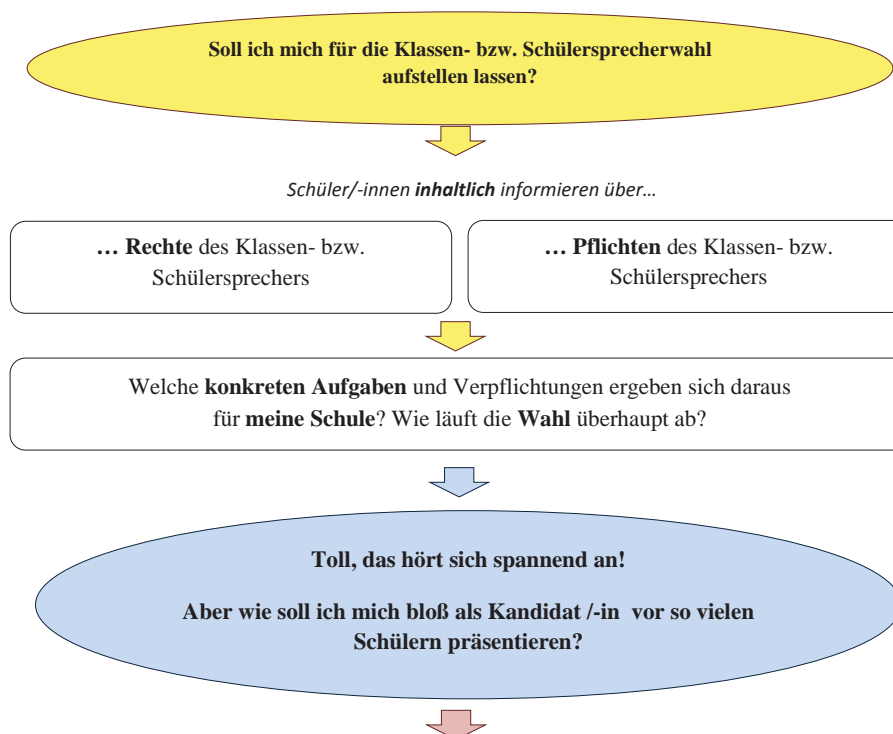 Soll ich mich für die Klassen- bzw. Schülersprecherwahl
aufstellen lassen?
Schüler/-innen inhaltlich informieren über…
… Rechte des Klassen- bzw.
Schülersprechers
… Pflichten des Klassen- bzw.
Schülersprechers
Welche konkreten Aufgaben und Verpflichtungen ergeben sich daraus
für meine Schule? Wie läuft die Wahl überhaupt ab?
Toll, das hört sich spannend an!
Aber wie soll ich mich bloß als Kandidat /-in vor so vielen
Schülern präsentieren?